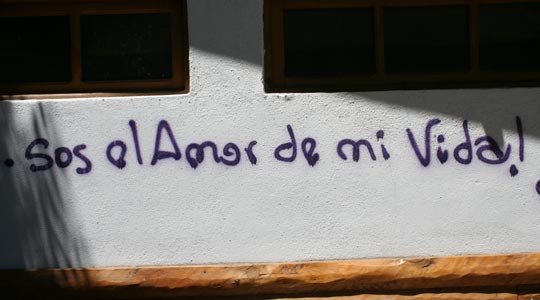 . sos el Amor de mi Vida!